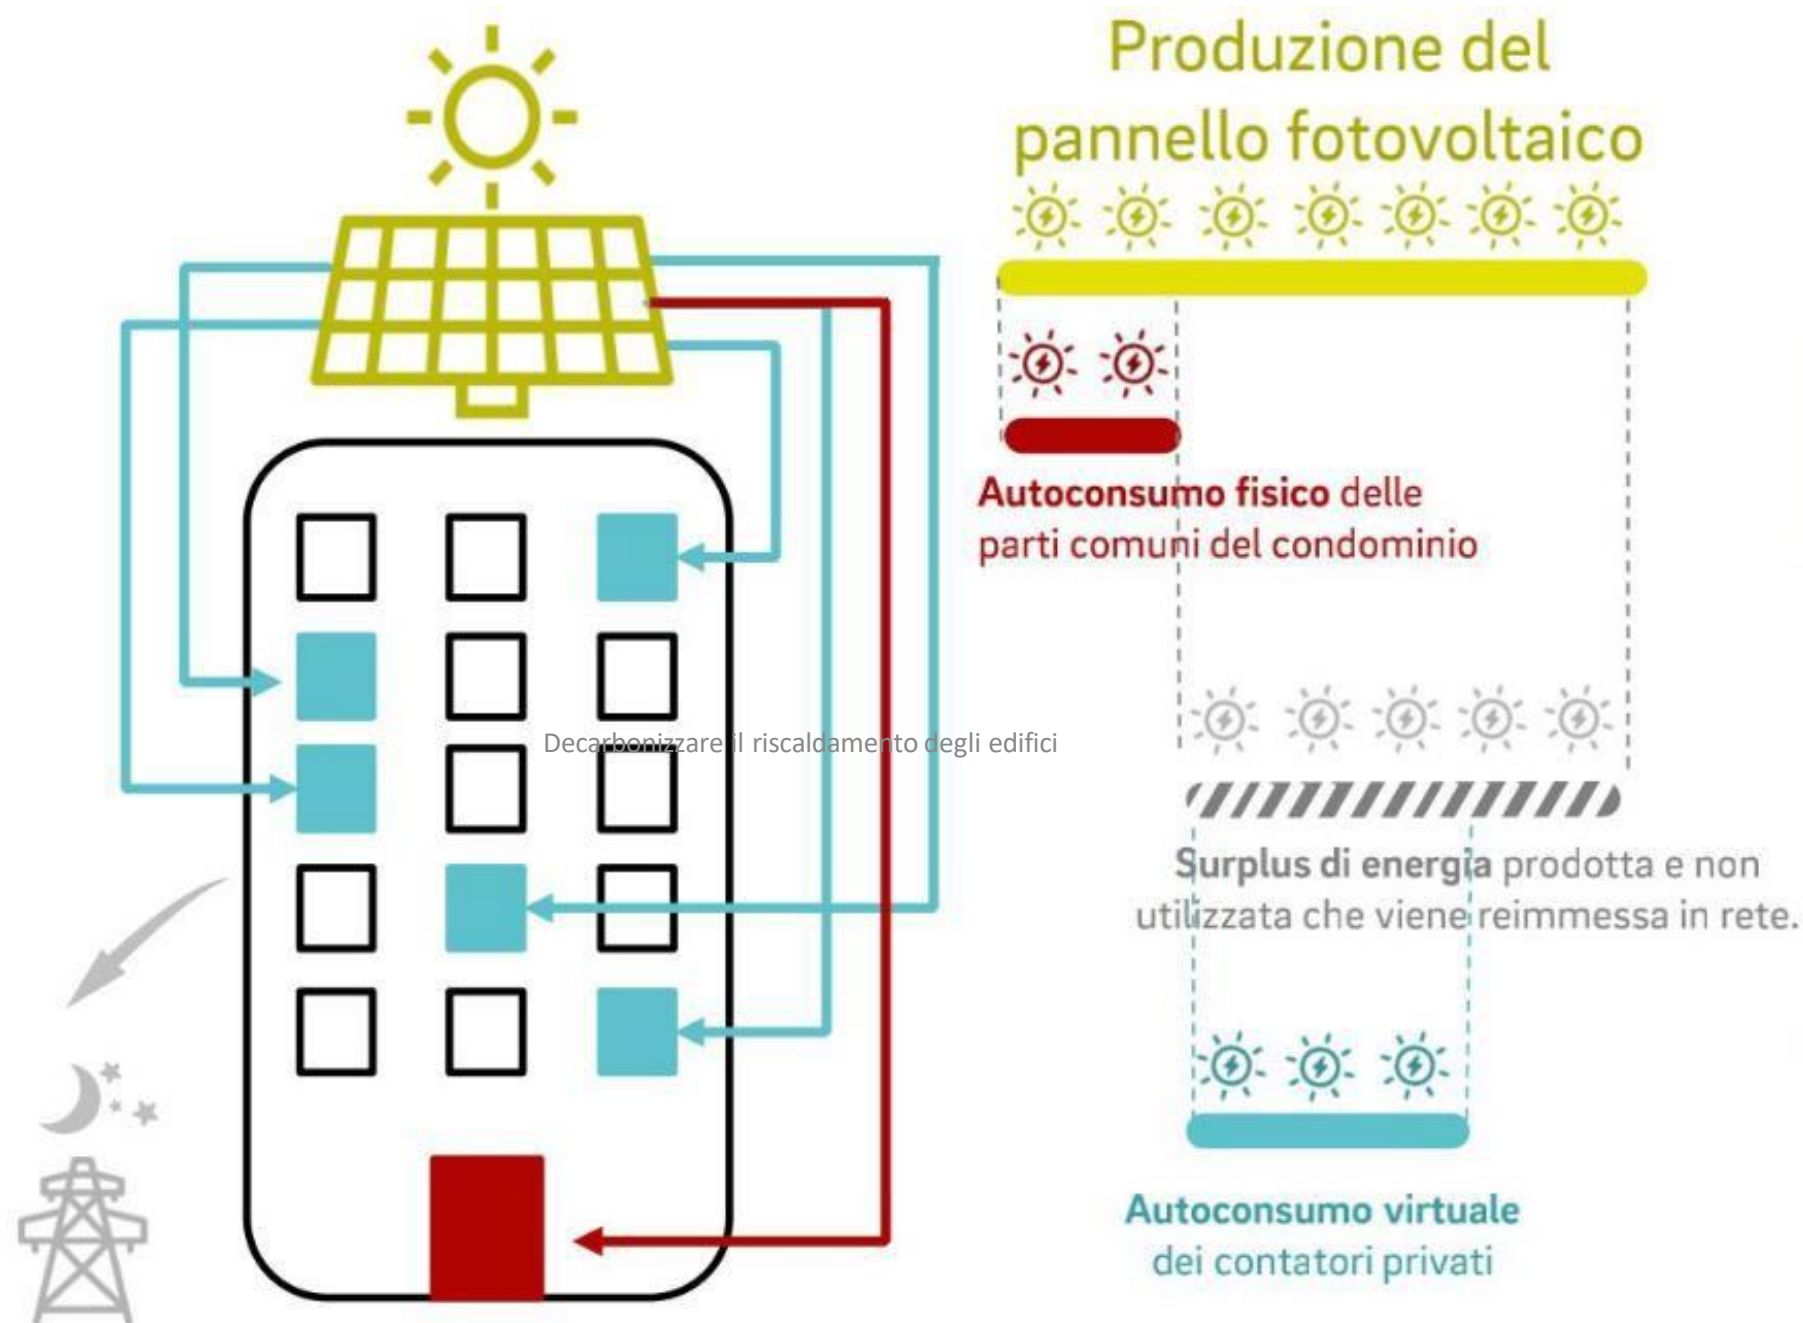 Produzione del
pannello fotovoltaico
Autoconsumo fisico delle
parti comuni del condominio
Decarbonizzare il riscaldamento degli edifici
Surplus di energia prodotta e non
utilizzata che viene reimmessa in rete.
Autoconsumo virtuale
dei contatori privati